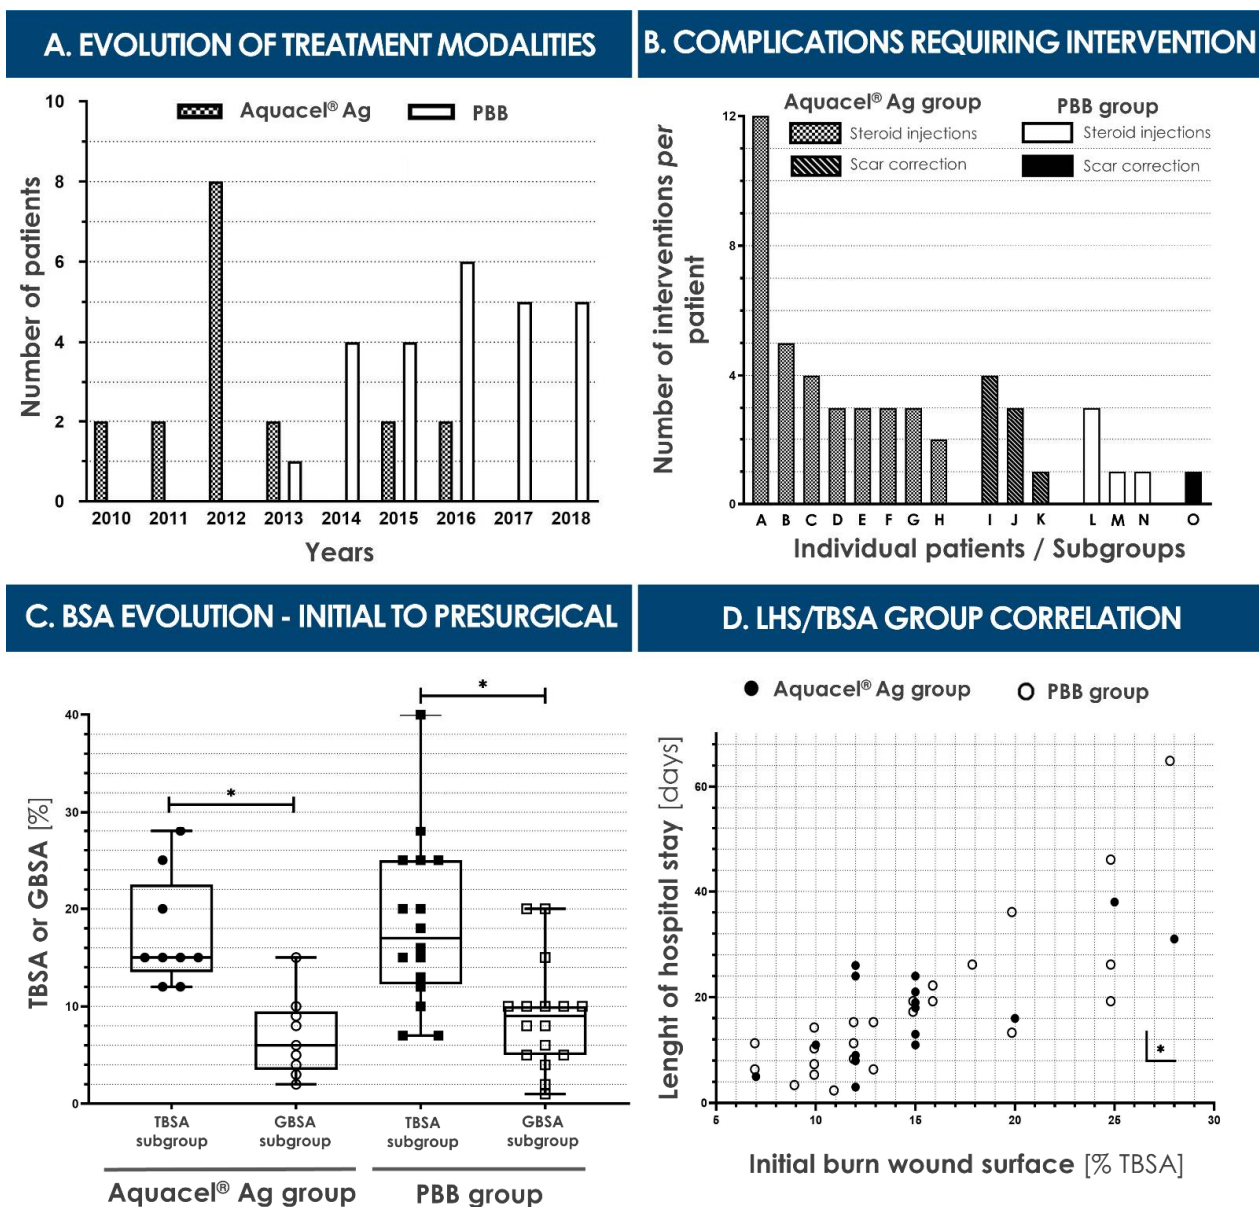 A. EVOLUTION OF TREATMENT MODALITIES
Aquacel® Ag
PBB
Number of patients
10
8
6
4
2
0
2010 2011 2012 2013 2014 2015 2016 2017 2018
Years
B. COMPLICATIONS REQUIRING INTERVENTION
Aquacel® Ag group
PBB group
Steroid injections
Steroid injections
Scar correction
Scar correction
Number of interventions per
patient
12
8
4
0
A B C D E F G H I J K L M N O
Individual patients / Subgroups
C. BSA EVOLUTION - INITIAL TO PRESURGICAL
TBSA or GBSA [%]
40
30
20
10
0
*
*
TBSA GBSA TBSA GBSA
subgroup subgroup subgroup subgroup
Aquacel® Ag group PBB group
D. LHS/TBSA GROUP CORRELATION
Aquacel® Ag group
PBB group
Lenght of hospital stay [days]
60
40
20
0
*
5 10 15 20 25 30
Initial burn wound surface [% TBSA]